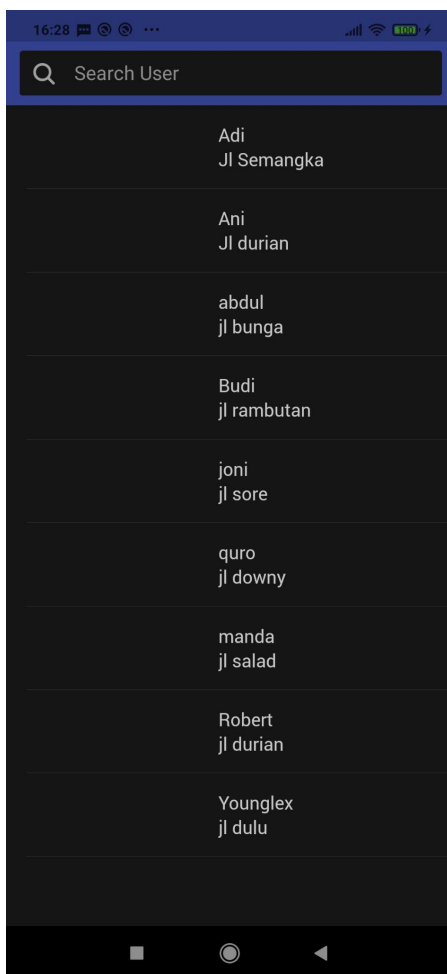 16:28
100
Search User
Adi
Jl Semangka
Ani
Jl durian
abdul
jl bunga
Budi
jl rambutan
joni
jl sore
quro
jl downy
manda
jl salad
Robert
jl durian
Younglex
jl dulu